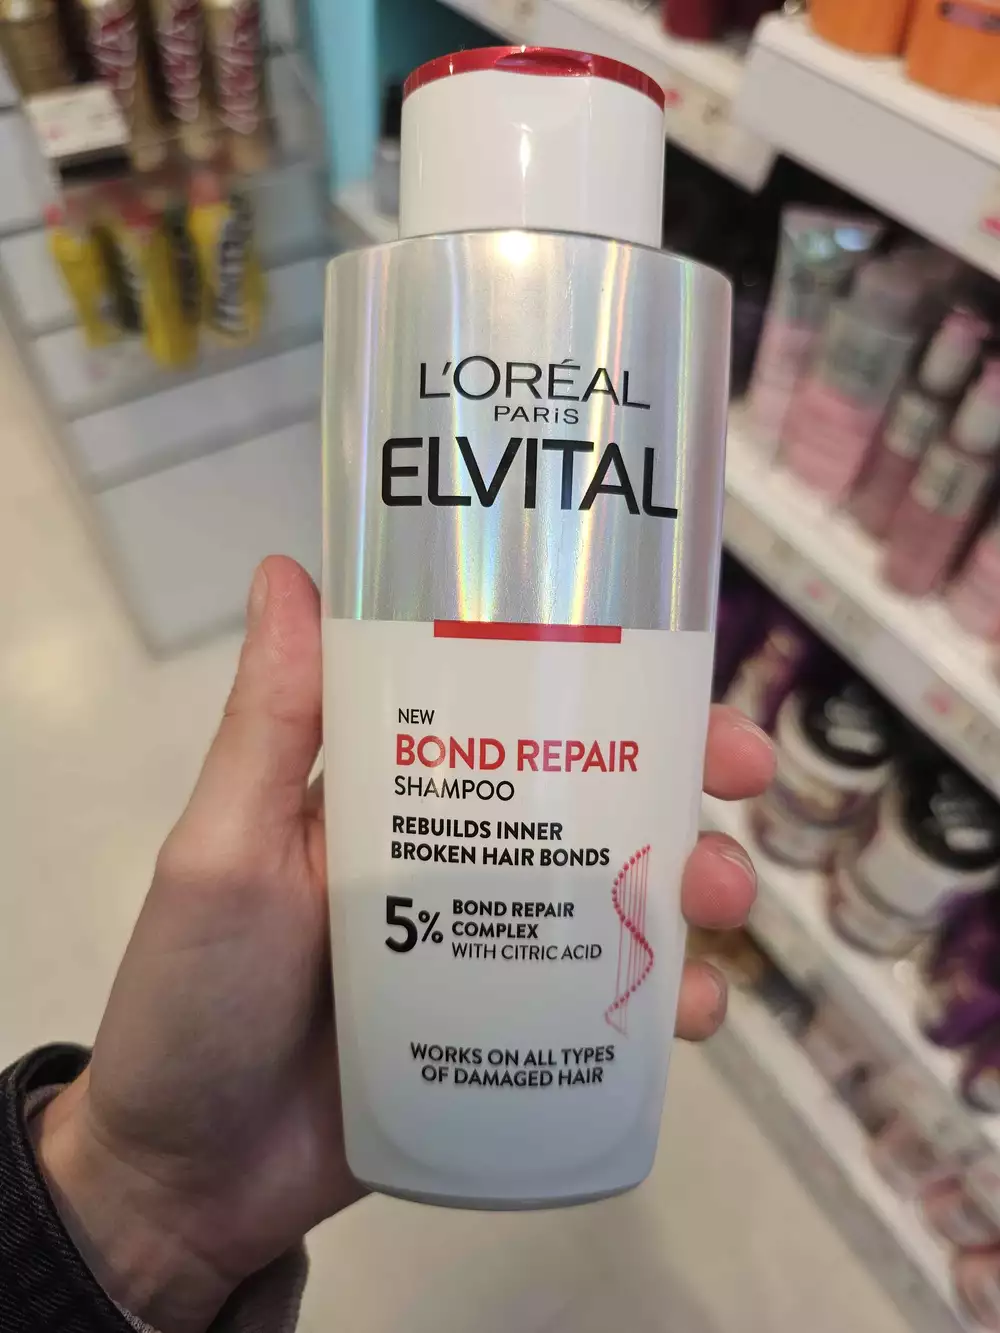 L'ORÉAL
PARiS
ELVITAL
NEW
BOND REPAIR
SHAMPOO
REBUILDS INNER
BROKEN HAIR BONDS
5% BOND REPAIR
COMPLEX
WITH CITRIC ACID
WORKS ON ALL TYPES
OF DAMAGED HAIR